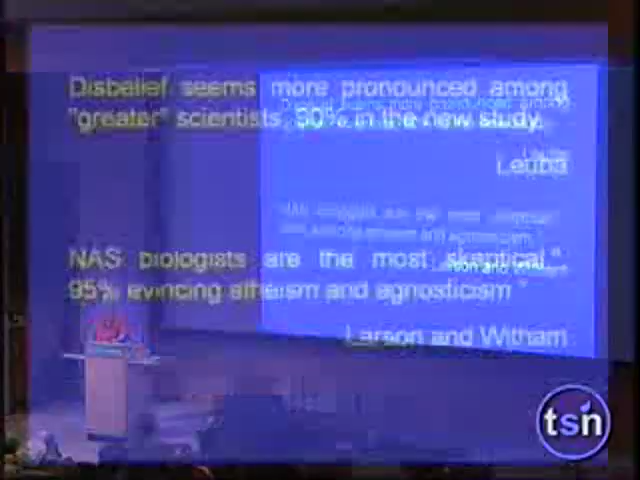 Disbelief seems more pronounced among
"greater" scientists, 90% in the new study.
Leuba
NAS biologists are the most skeptical "
95% evincing atheism and agnosticism "
Larson and Witham
tsn